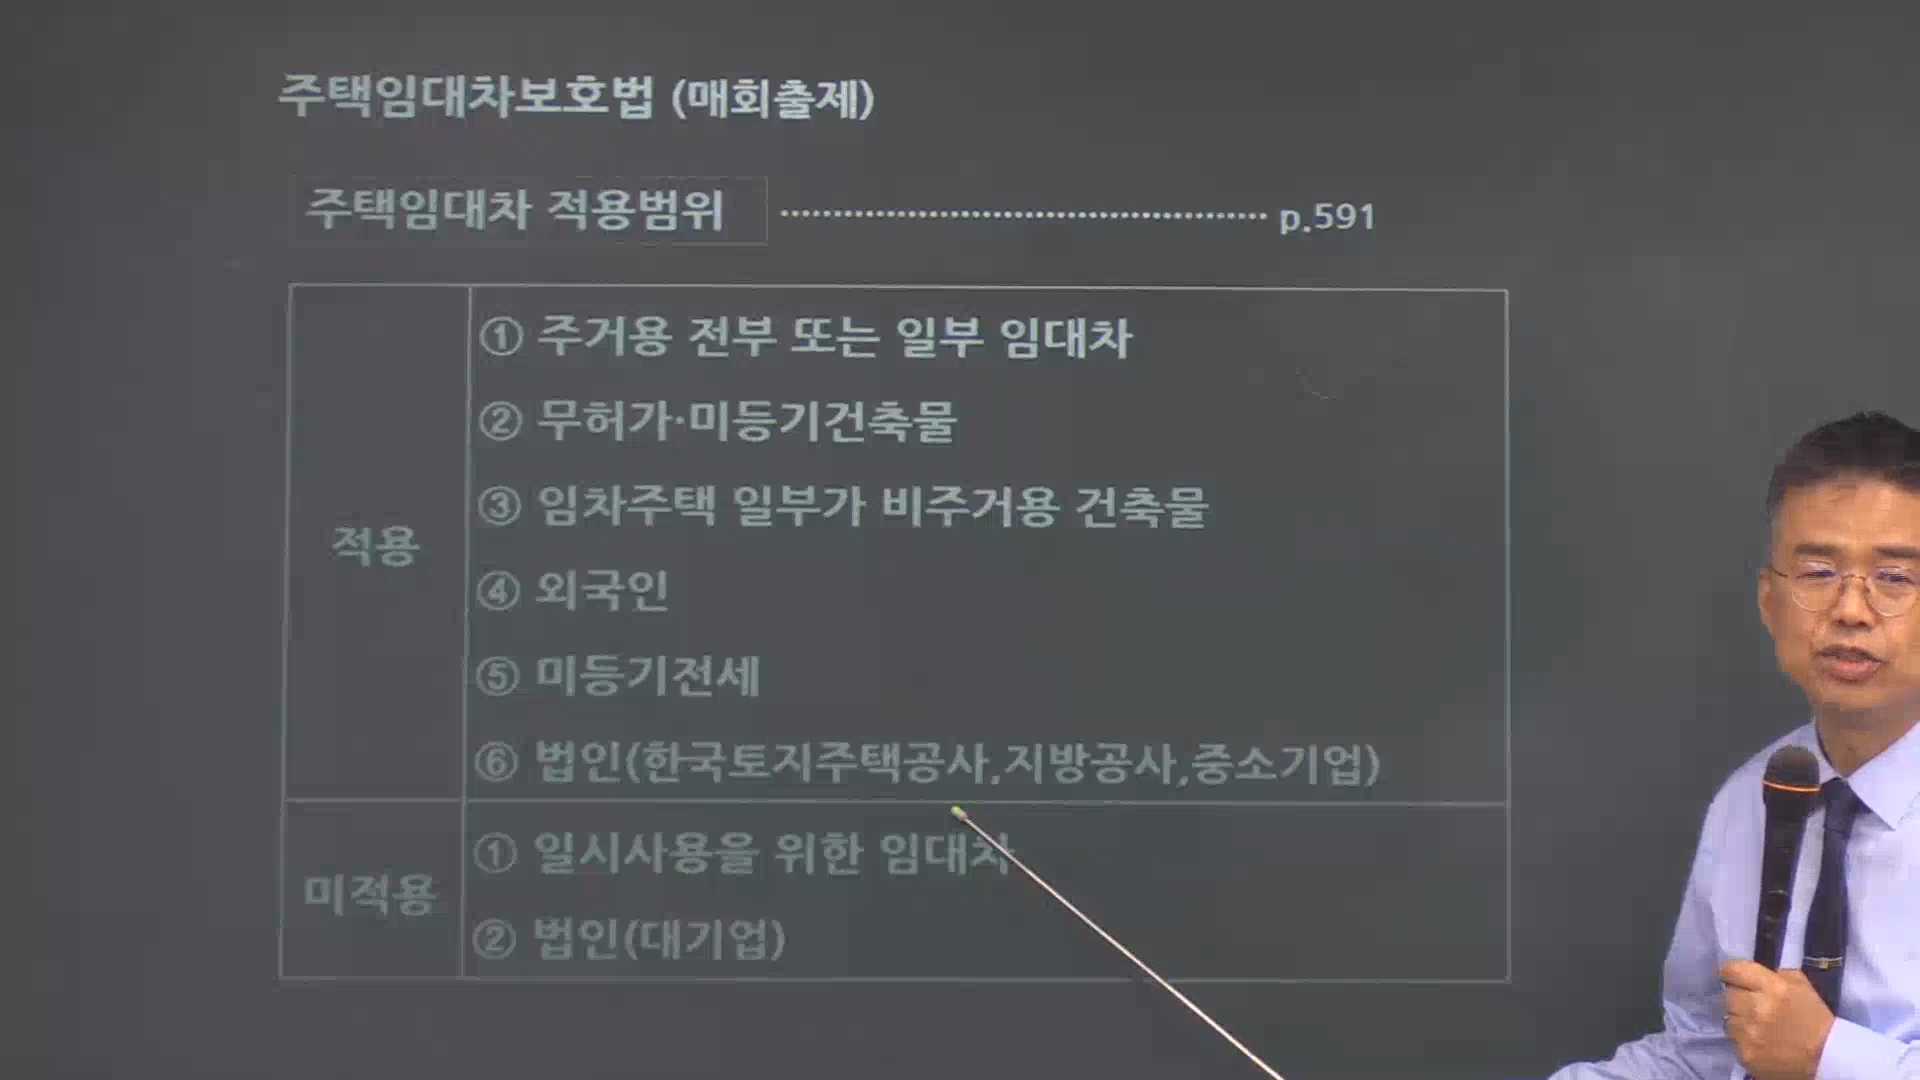 주택임대차보호법 (매회출제)
주택임대차 적용범위 ........................................................ p.591
적용
① 주거용 전부 또는 일부 임대차
② 무허가·미등기건축물
③ 임차주택 일부가 비주거용 건축물
④ 외국인
⑤ 미등기전세
⑥ 법인(한국토지주택공사,지방공사,중소기업)
미적용
① 일시사용을 위한 임대차
② 법인(대기업)